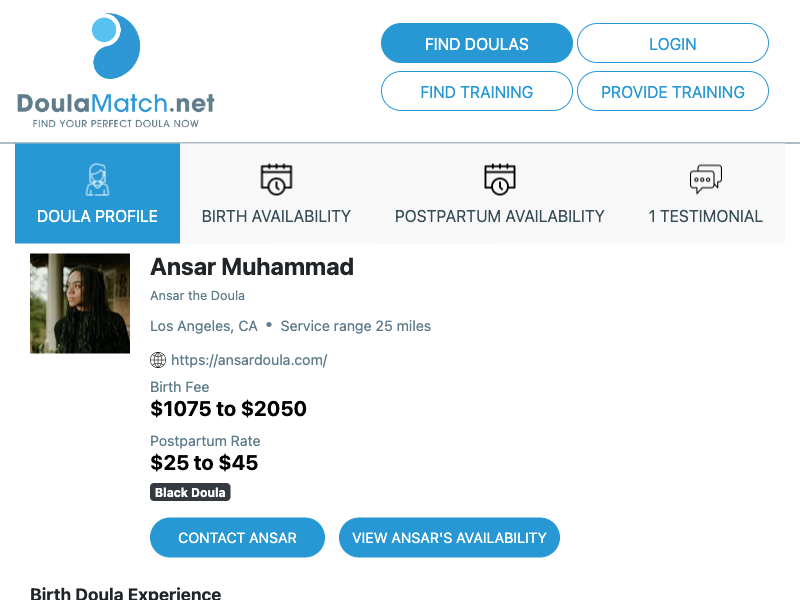 DoulaMatch.net
FIND YOUR PERFECT DOULA NOW
FIND DOULAS
LOGIN
FIND TRAINING
PROVIDE TRAINING
DOULA PROFILE
BIRTH AVAILABILITY
POSTPARTUM AVAILABILITY
1 TESTIMONIAL
Ansar Muhammad
Ansar the Doula
Los Angeles, CA • Service range 25 miles
https://ansardoula.com/
Birth Fee
$1075 to $2050
Postpartum Rate
$25 to $45
Black Doula
CONTACT ANSAR
VIEW ANSAR'S AVAILABILITY
Birth Doula Experience